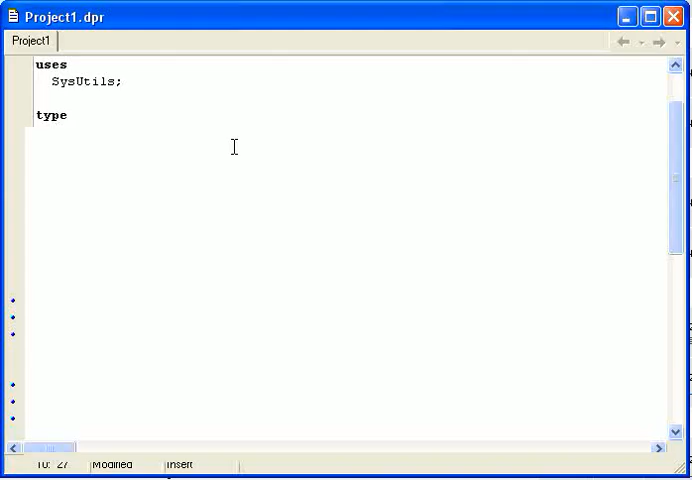 Project1.dpr
Project1
uses
SysUtils;
type
10: 27 Modified Insert